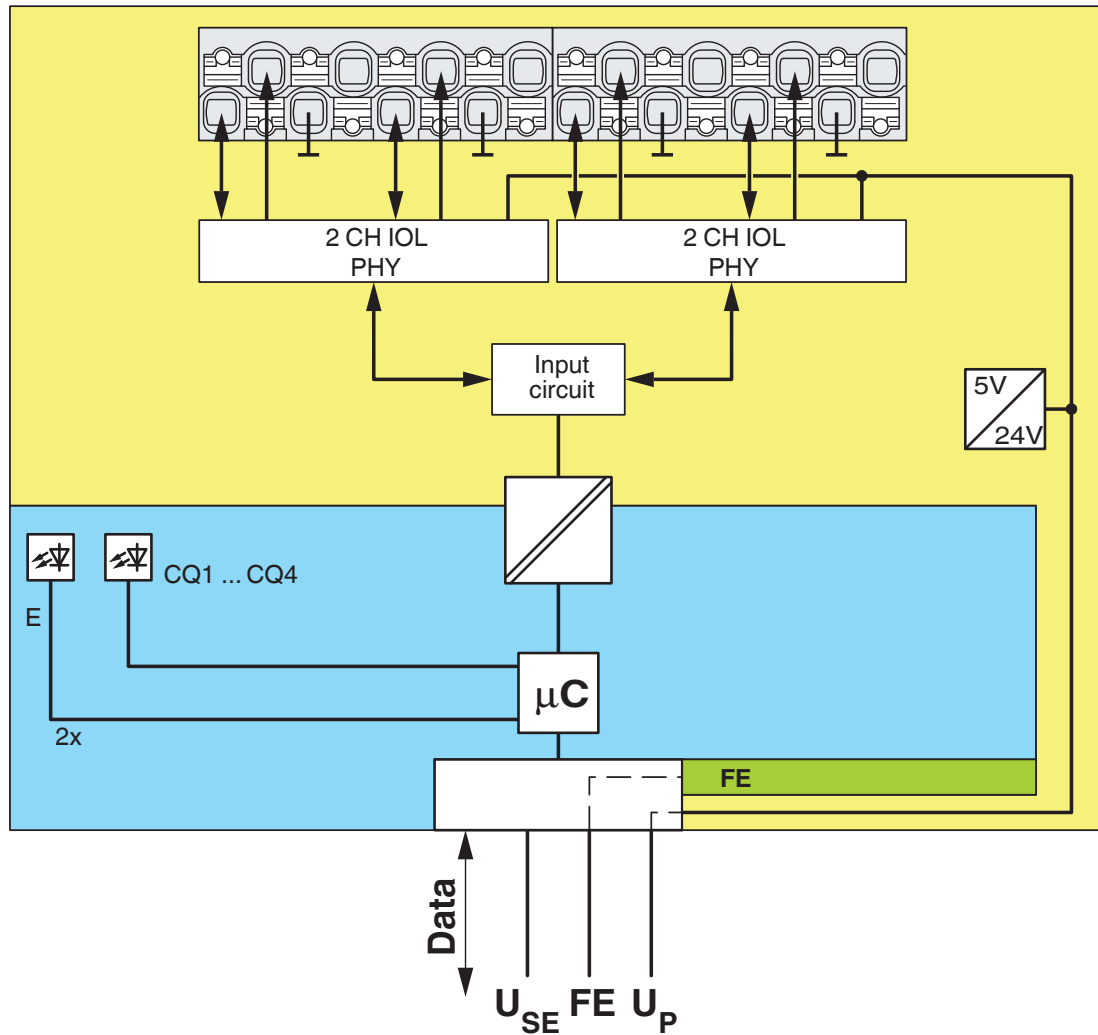 2 CH IOL
PHY
2 CH IOL
PHY
Input
circuit
5V
24V
CQ1 ... CQ4
E
µC
2x
FE
Data
USE
FE
UP